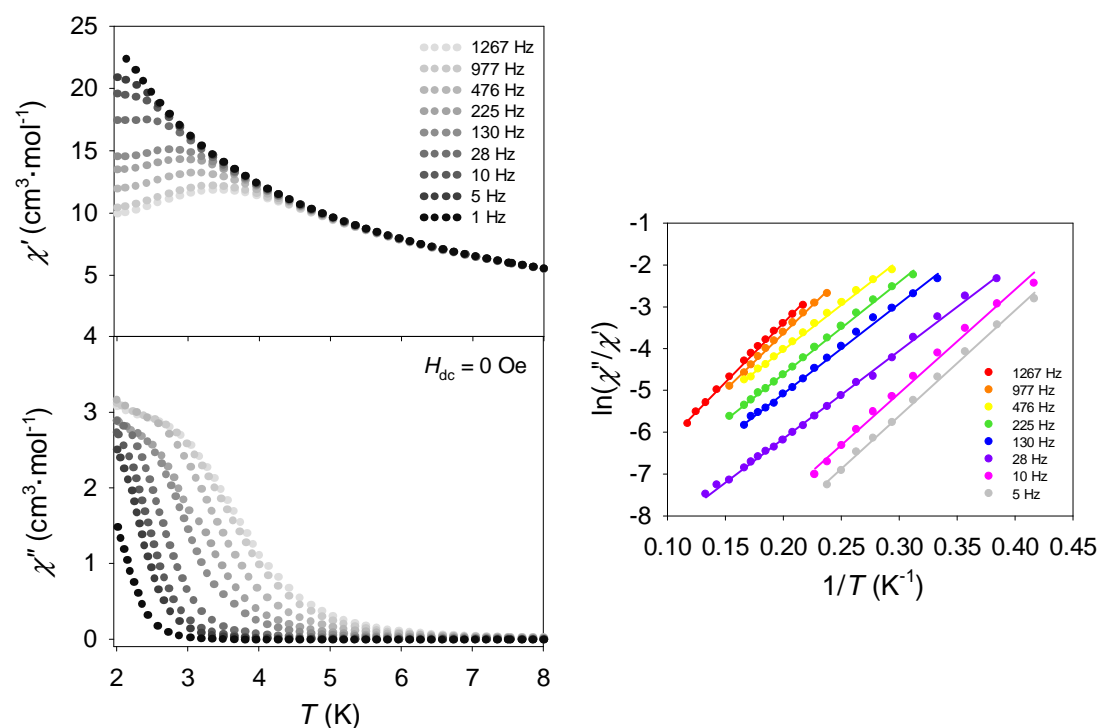 25
20
15
10
5
4
χ' (cm³·mol⁻¹)
1267 Hz
977 Hz
476 Hz
225 Hz
130 Hz
28 Hz
10 Hz
5 Hz
1 Hz
4
3
2
1
0
χ'' (cm³·mol⁻¹)
H_dc = 0 Oe
2 3 4 5 6 7 8
T (K)
-1
-2
-3
-4
-5
-6
-7
-8
ln(χ''/χ')
1267 Hz
977 Hz
476 Hz
225 Hz
130 Hz
28 Hz
10 Hz
5 Hz
0.10 0.15 0.20 0.25 0.30 0.35 0.40 0.45
1/T (K⁻¹)